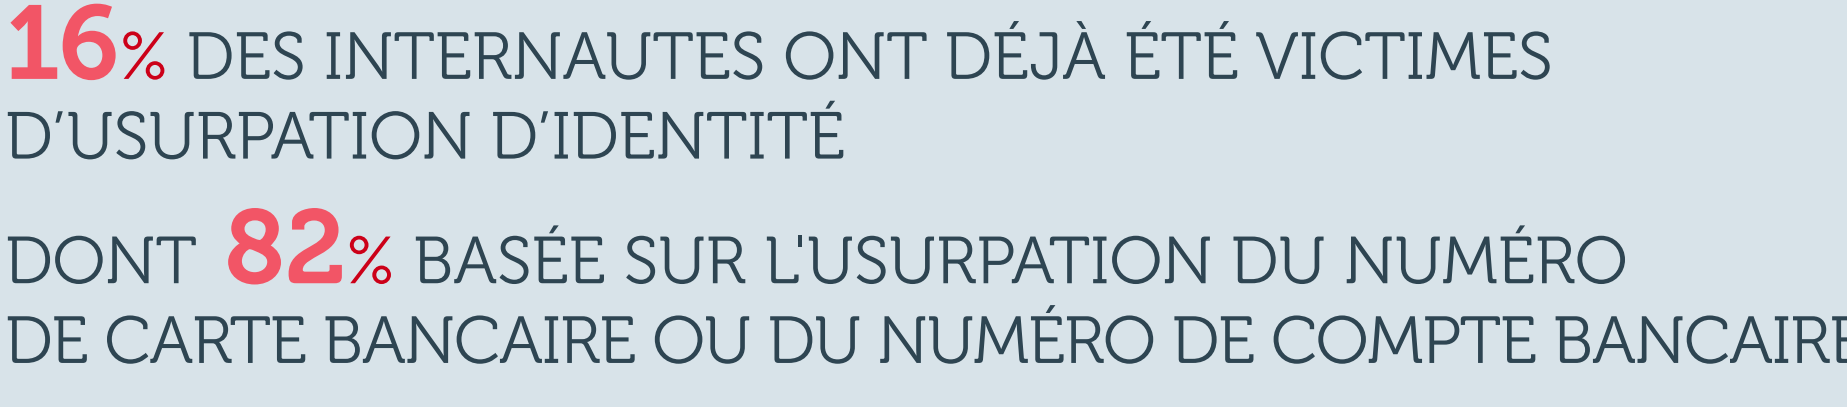 16% DES INTERNAUTES ONT DÉJÀ ÉTÉ VICTIMES
D’USURPATION D’IDENTITÉ
DONT 82% BASÉE SUR L'USURPATION DU NUMÉRO
DE CARTE BANCAIRE OU DU NUMÉRO DE COMPTE BANCAIRE